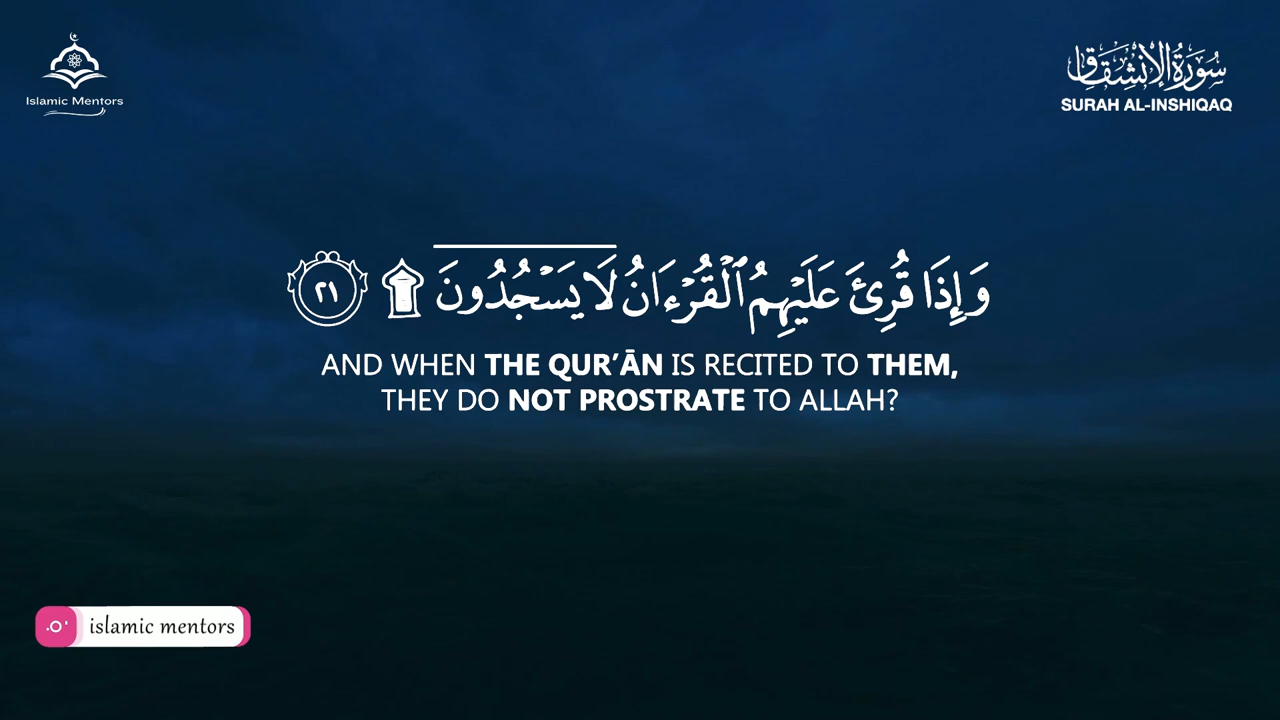 Islamic Mentors
سُورَةُ الإِنْشِقَاقِ
SURAH AL-INSHIQAQ
وَإِذَا قُرِئَ عَلَيْهِمُ ٱلْقُرْءَانُ لَا يَسْجُدُونَ ۩ ٢١
AND WHEN THE QUR’ĀN IS RECITED TO THEM,
THEY DO NOT PROSTRATE TO ALLAH?
islamic mentors